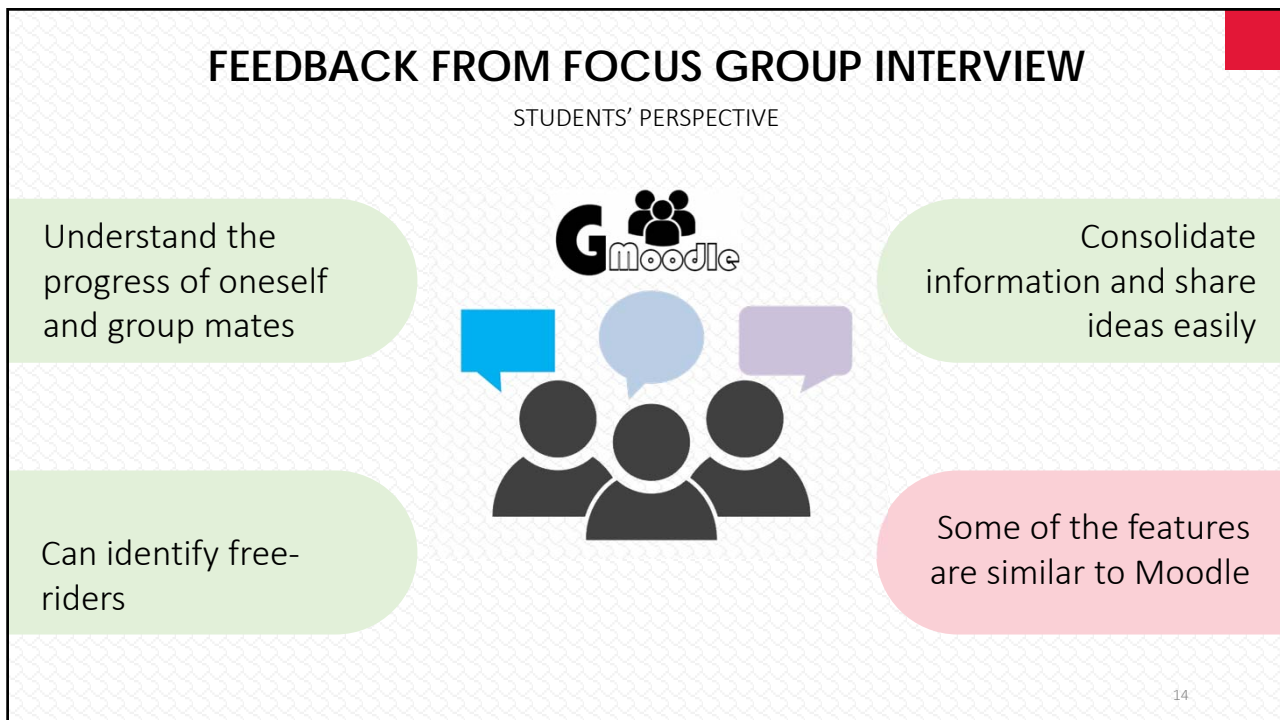 FEEDBACK FROM FOCUS GROUP INTERVIEW
STUDENTS’ PERSPECTIVE
Understand the
progress of oneself
and group mates
G Moodle
Consolidate
information and share
ideas easily
Can identify free-
riders
Some of the features
are similar to Moodle
14